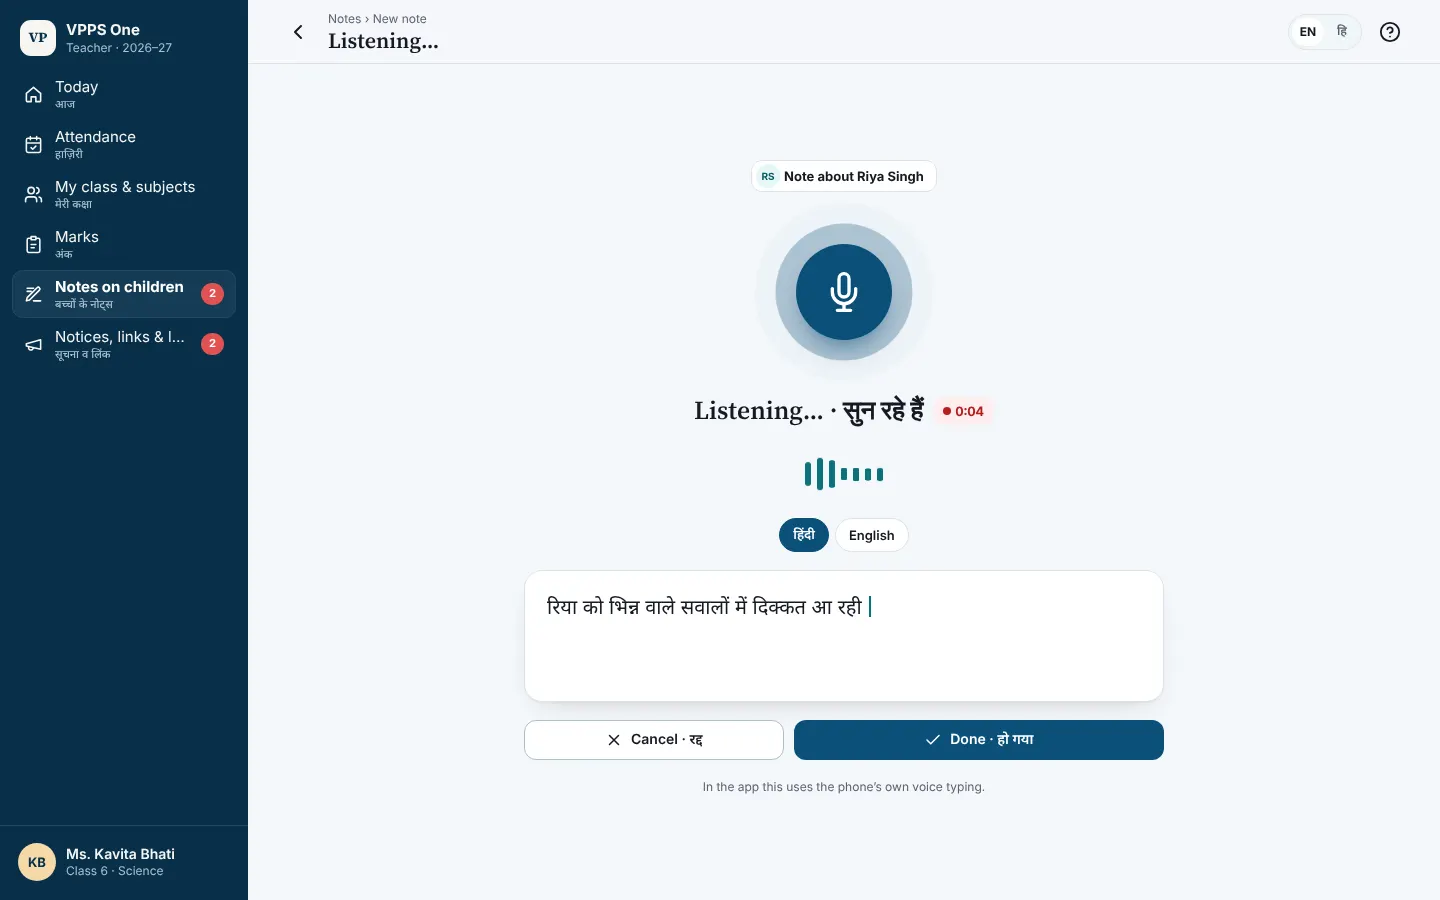 VP
VPPS One
Teacher · 2026–27
Today
आज
Attendance
हाज़िरी
My class & subjects
मेरी कक्षा
Marks
अंक
Notes on children
बच्चों के नोट्स
2
Notices, links & l...
सूचना व लिंक
2
KB
Ms. Kavita Bhati
Class 6 · Science
Notes › New note
Listening...
EN
हिं
RS
Note about Riya Singh
Listening... · सुन रहे हैं
0:04
हिंदी
English
रिया को भिन्न वाले सवालों में दिक्कत आ रही
Cancel · रद्द
Done · हो गया
In the app this uses the phone’s own voice typing.